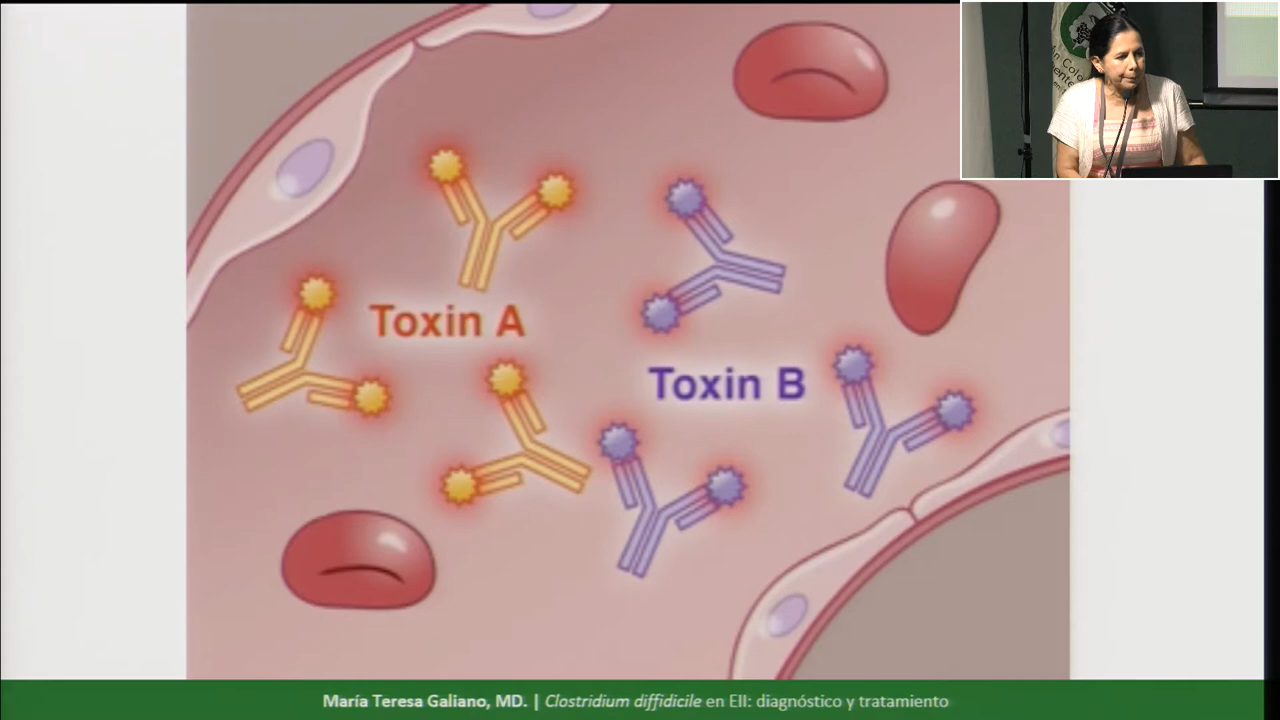 Toxin A
Toxin B
María Teresa Galiano, MD. | Clostridium diffidicile en EII: diagnóstico y tratamiento